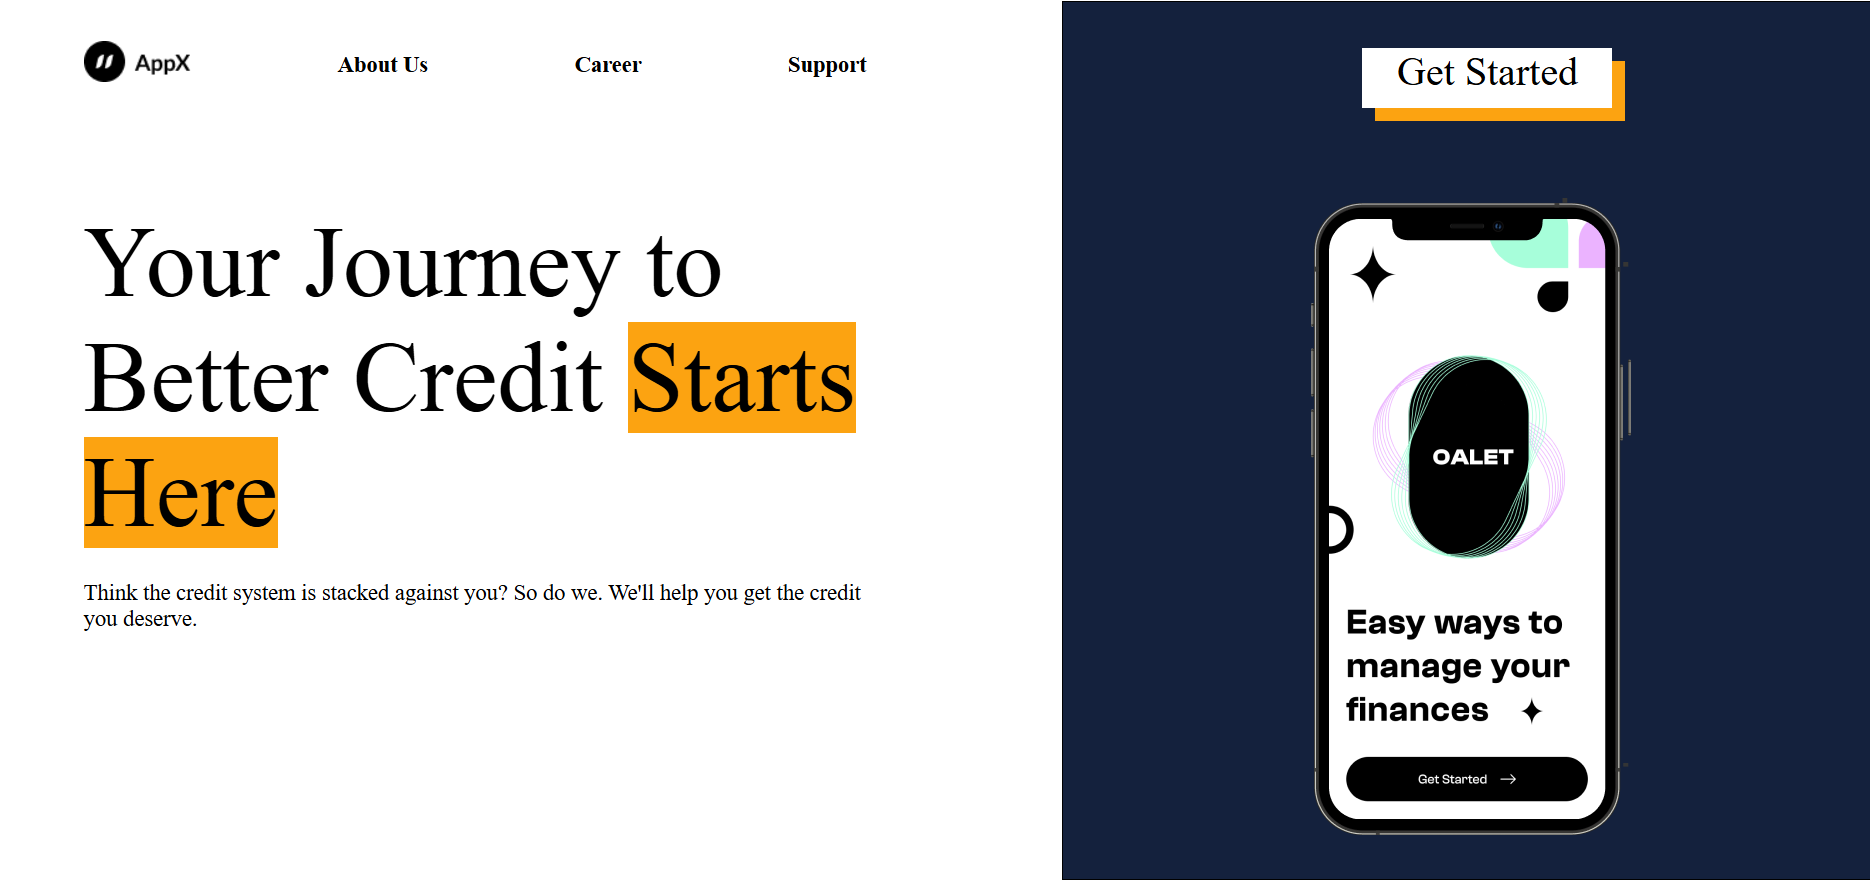 AppX
About Us
Career
Support
Get Started
Your Journey to
Better Credit Starts
Here
Think the credit system is stacked against you? So do we. We'll help you get the credit
you deserve.
OALET
Easy ways to
manage your
finances
Get Started